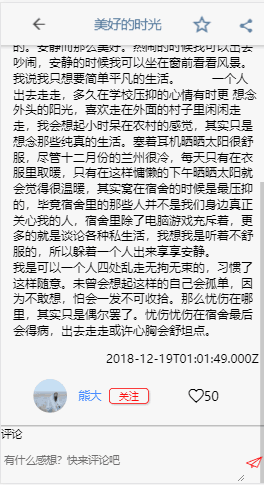 美好的时光
的。安静而那么美好。热闹的时候我可以出去
吵闹，安静的时候我可以坐在窗前看看风景。
我说我只想要简单平凡的生活。 一个人
出去走走，多久在学校压抑的心情有时更 想念
外头的阳光，喜欢走在外面的村子里闲闲走
走，我会想起小时呆在农村的感觉，其实只是
想念那些纯真的生活。塞着耳机晒晒太阳很舒
服，尽管十二月份的兰州很冷，每天只有在衣
服里取暖，只有在这样慵懒的下午晒晒太阳就
会觉得很温暖，其实窝在宿舍的时候是最压抑
的，毕竟宿舍里的那些人并不是我们身边真正
关心我的人，宿舍里除了电脑游戏充斥着，更
多的就是谈论各种私生活，我想我是听着不舒
服的，所以躲着一个人出来享享安静。
我是可以一个人四处乱走无拘无束的，习惯了
这样随意。未曾会想起这样的自己会孤单，因
为不敢想，怕会一发不可收拾。那么忧伤在哪
里，其实只是偶尔罢了。忧伤忧伤在宿舍最后
会得病，出去走走或许心胸会舒坦点。
2018-12-19T01:01:49.000Z
熊大 关注 50
评论
有什么感想？快来评论吧